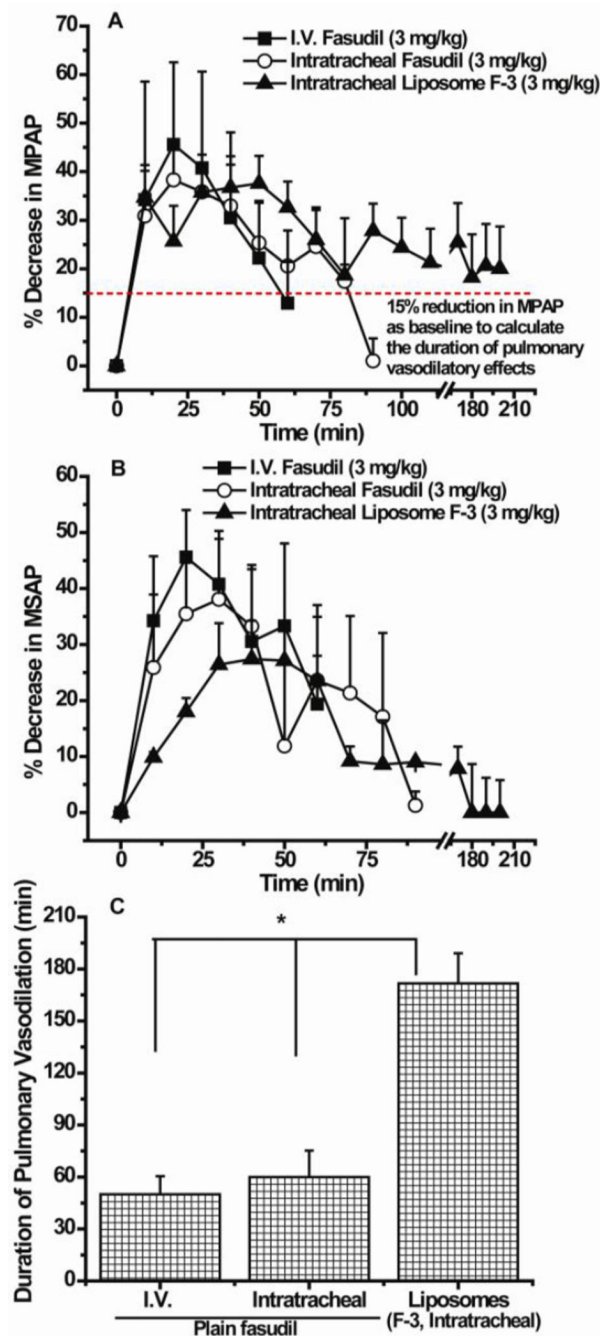 A
I.V. Fasudil (3 mg/kg)
Intratracheal Fasudil (3 mg/kg)
Intratracheal Liposome F-3 (3 mg/kg)
% Decrease in MPAP
70
60
50
40
30
20
10
0
15% reduction in MPAP
as baseline to calculate
the duration of pulmonary
vasodilatory effects
0 25 50 75 100 180 210
Time (min)
B
I.V. Fasudil (3 mg/kg)
Intratracheal Fasudil (3 mg/kg)
Intratracheal Liposome F-3 (3 mg/kg)
% Decrease in MSAP
60
50
40
30
20
10
0
0 25 50 75 180 210
Time (min)
C
*
Duration of Pulmonary Vasodilation (min)
210
180
150
120
90
60
30
0
I.V. Intratracheal Liposomes
Plain fasudil (F-3, Intratracheal)